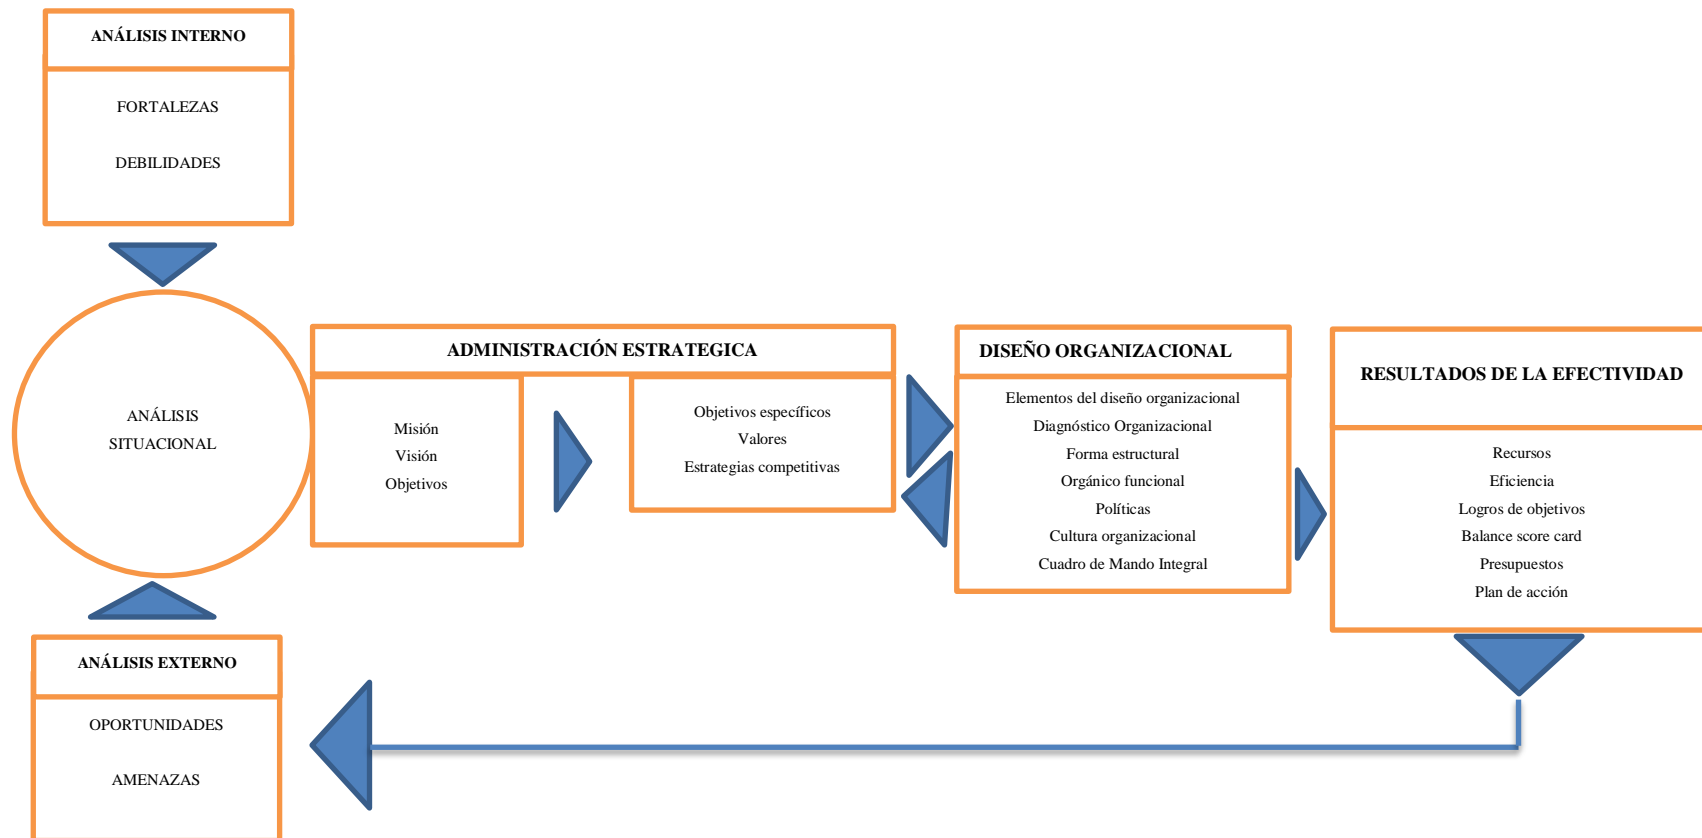 ANÁLISIS INTERNO
FORTALEZAS
DEBILIDADES
ANÁLISIS
SITUACIONAL
ANÁLISIS EXTERNO
OPORTUNIDADES
AMENAZAS
ADMINISTRACIÓN ESTRATEGICA
Misión
Visión
Objetivos
Objetivos específicos
Valores
Estrategias competitivas
DISEÑO ORGANIZACIONAL
Elementos del diseño organizacional
Diagnóstico Organizacional
Forma estructural
Orgánico funcional
Políticas
Cultura organizacional
Cuadro de Mando Integral
RESULTADOS DE LA EFECTIVIDAD
Recursos
Eficiencia
Logros de objetivos
Balance score card
Presupuestos
Plan de acción